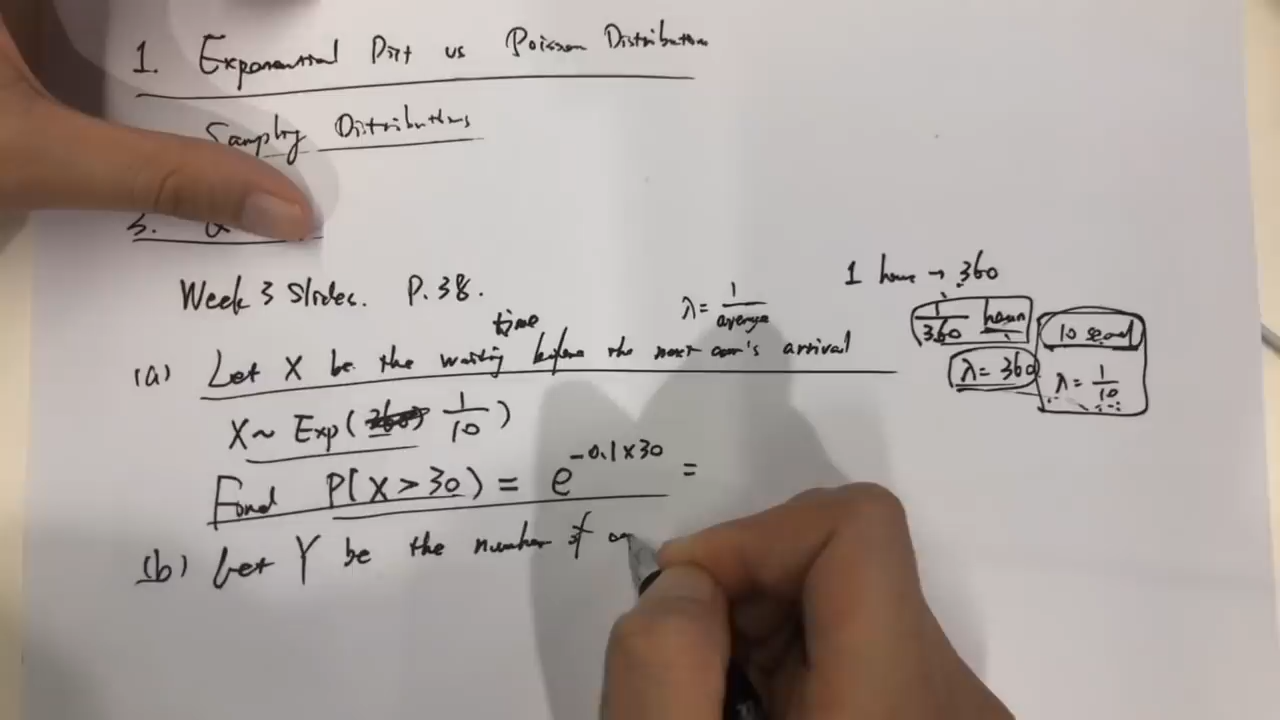 1. Exponential Dist vs Poisson Distribution
Sampling Distributions
3. Q
Week 3 Slides. P.38.
1 hour → 360
1/360 hours
10 second
λ = 360
λ = 1/10
λ = 1/average
(a) Let X be the waiting time before the next car's arrival
X ~ Exp( 1/10 )
Find P(X > 30) = e^{-0.1×30} =
(b) Let Y be the number of